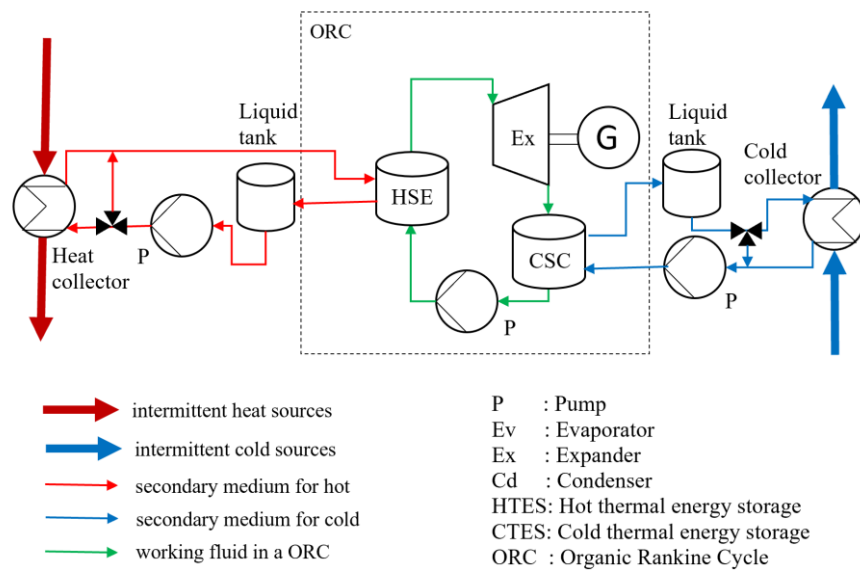 ORC
Liquid
tank
Ex
G
Liquid
tank
Cold
collector
HSE
CSC
Heat
collector
P
P
P
intermittent heat sources
intermittent cold sources
secondary medium for hot
secondary medium for cold
working fluid in a ORC
P : Pump
Ev : Evaporator
Ex : Expander
Cd : Condenser
HTES: Hot thermal energy storage
CTES: Cold thermal energy storage
ORC : Organic Rankine Cycle